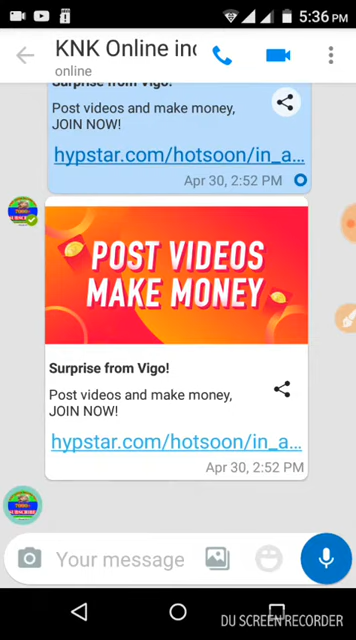 5:36 PM
KNK Online inc
online
Surprise from Vigo!
Post videos and make money,
JOIN NOW!
hypstar.com/hotsoon/in_a...
Apr 30, 2:52 PM
POST VIDEOS
MAKE MONEY
Surprise from Vigo!
Post videos and make money,
JOIN NOW!
hypstar.com/hotsoon/in_a...
Apr 30, 2:52 PM
SUBSCRIBE
Your message
DU SCREEN RECORDER